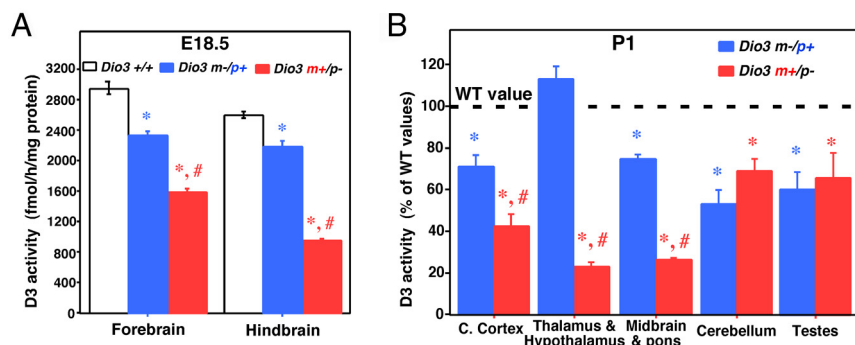 A
E18.5
Dio3 +/+ Dio3 m-/p+ Dio3 m+/p-
D3 activity (fmol/h/mg protein)
3200
2800
2400
2000
1600
1200
800
400
0
*
*, #
*
*, #
Forebrain
Hindbrain
B
P1
Dio3 m-/p+
Dio3 m+/p-
WT value
D3 activity (% of WT values)
120
100
80
60
40
20
0
*
*, #
*, #
*
*, #
*
*
*
*
C. Cortex
Thalamus &
Hypothalamus
Midbrain
& pons
Cerebellum
Testes